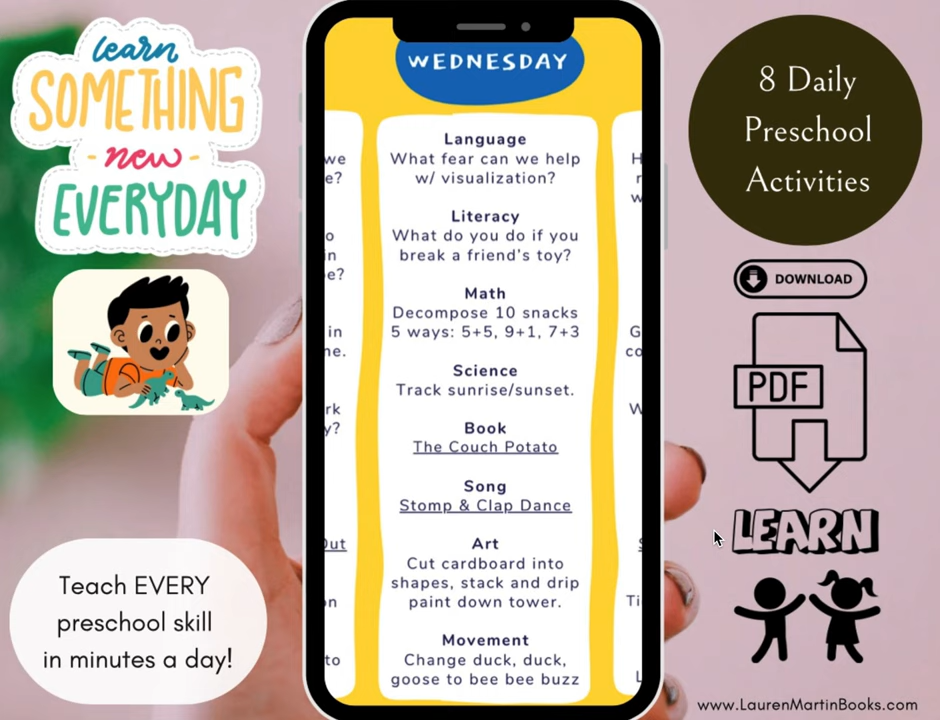 learn
SOMETHING
- new -
EVERYDAY
Teach EVERY
preschool skill
in minutes a day!
WEDNESDAY
Language
What fear can we help
w/ visualization?
Literacy
What do you do if you
break a friend's toy?
Math
Decompose 10 snacks
5 ways: 5+5, 9+1, 7+3
Science
Track sunrise/sunset.
Book
The Couch Potato
Song
Stomp & Clap Dance
Art
Cut cardboard into
shapes, stack and drip
paint down tower.
Movement
Change duck, duck,
goose to bee bee buzz
8 Daily
Preschool
Activities
DOWNLOAD
PDF
LEARN
www.LaurenMartinBooks.com